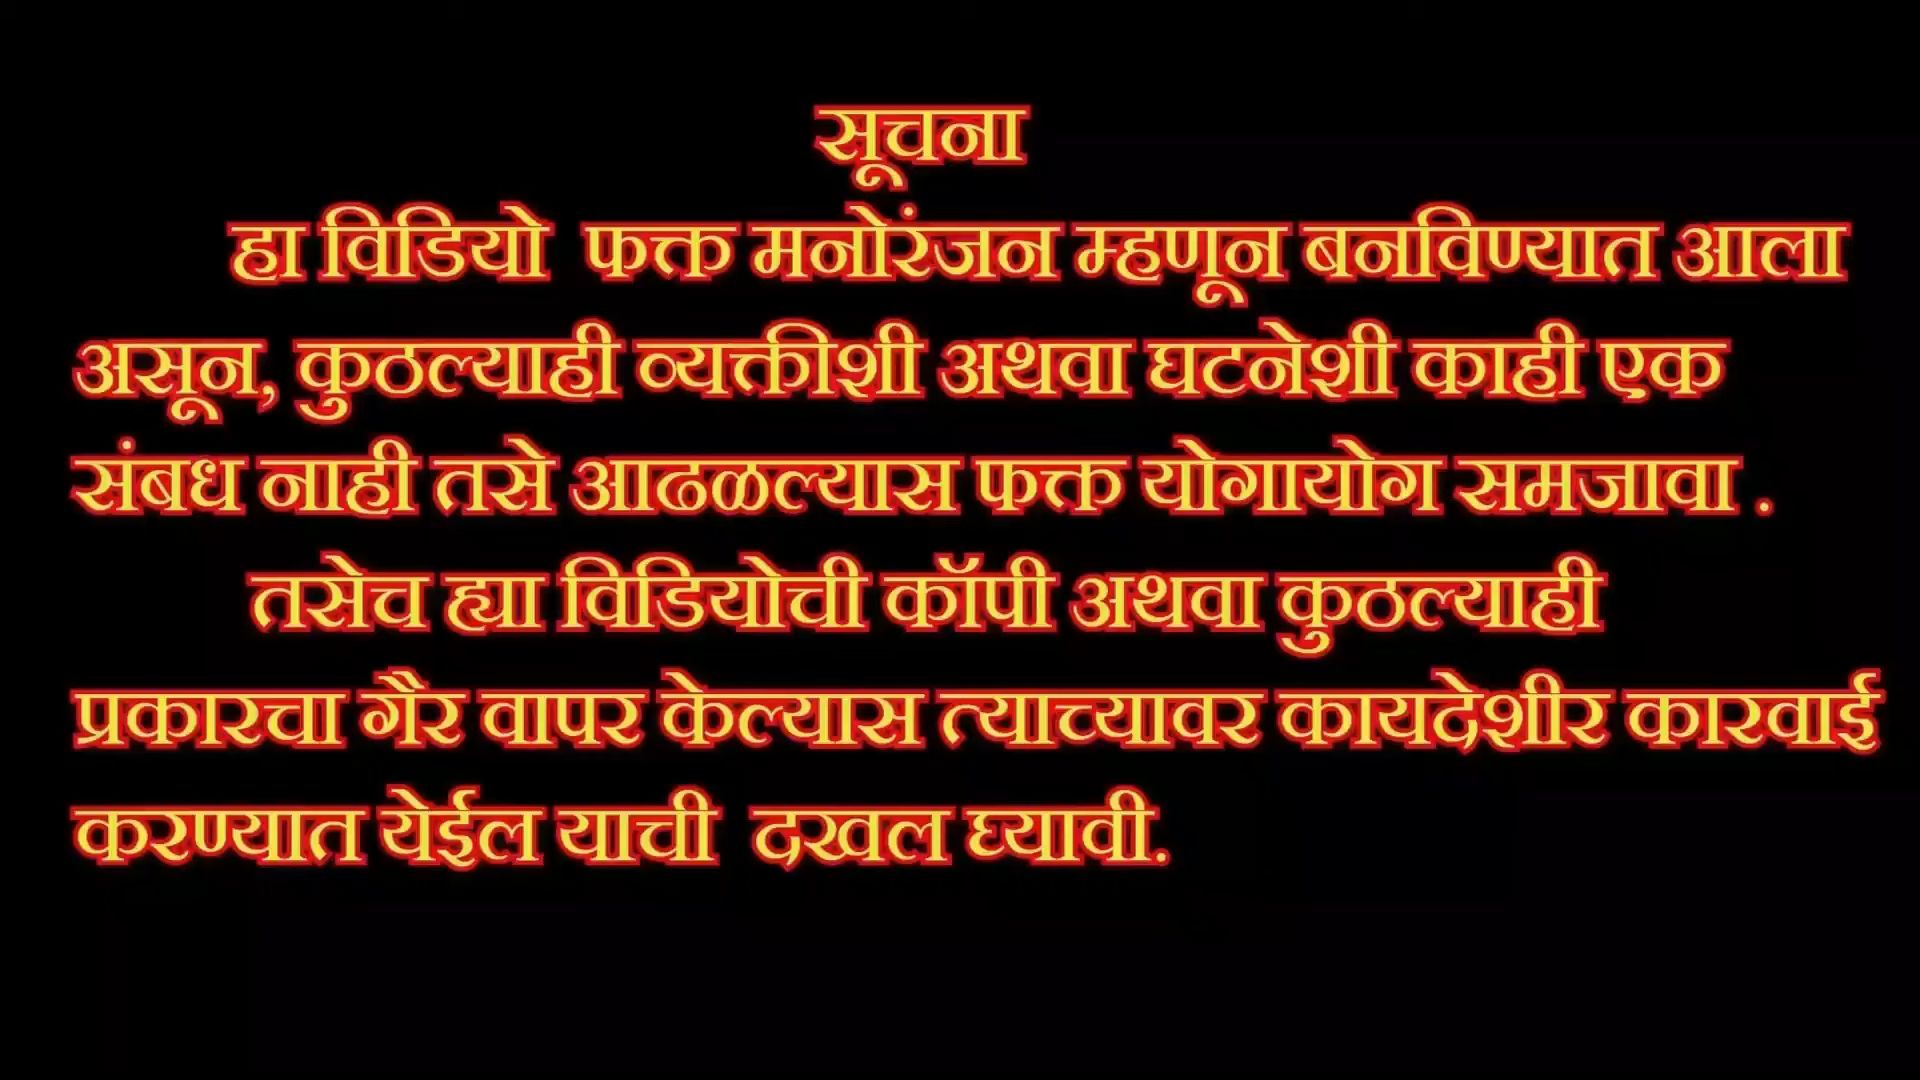 सूचना
हा विडियो फक्त मनोरंजन म्हणून बनविण्यात आला
असून, कुठल्याही व्यक्तीशी अथवा घटनेशी काही एक
संबध नाही तसे आढळल्यास फक्त योगायोग समजावा .
तसेच ह्या विडियोची कॉपी अथवा कुठल्याही
प्रकारचा गैर वापर केल्यास त्याच्यावर कायदेशीर कारवाई
करण्यात येईल याची दखल घ्यावी.